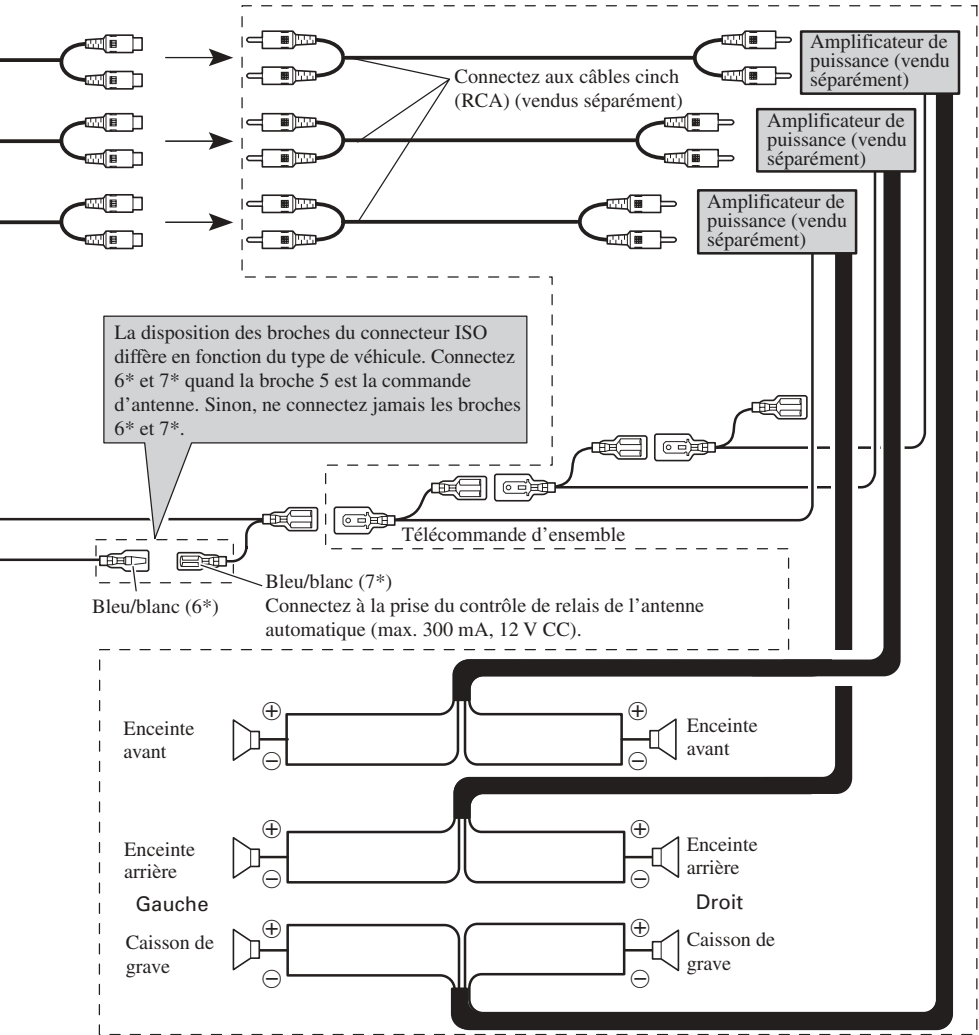 Amplificateur de
puissance (vendu
séparément)
Connectez aux câbles cinch
(RCA) (vendus séparément)
Amplificateur de
puissance (vendu
séparément)
Amplificateur de
puissance (vendu
séparément)
La disposition des broches du connecteur ISO
diffère en fonction du type de véhicule. Connectez
6* et 7* quand la broche 5 est la commande
d’antenne. Sinon, ne connectez jamais les broches
6* et 7*.
Télécommande d’ensemble
Bleu/blanc (6*)
Bleu/blanc (7*)
Connectez à la prise du contrôle de relais de l’antenne
automatique (max. 300 mA, 12 V CC).
Enceinte
avant
Enceinte
avant
Enceinte
arrière
Enceinte
arrière
Gauche
Droit
Caisson de
grave
Caisson de
grave